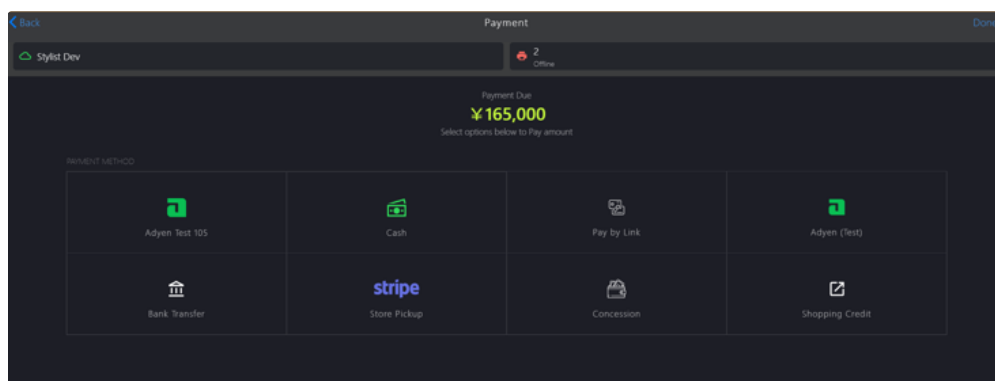 Back
Payment
Done
Stylist Dev
2
Offline
Payment Due
¥165,000
Select options below to Pay amount
PAYMENT METHOD
Adyen Test 105
Cash
Pay by Link
Adyen (Test)
Bank Transfer
stripe
Store Pickup
Concession
Shopping Credit